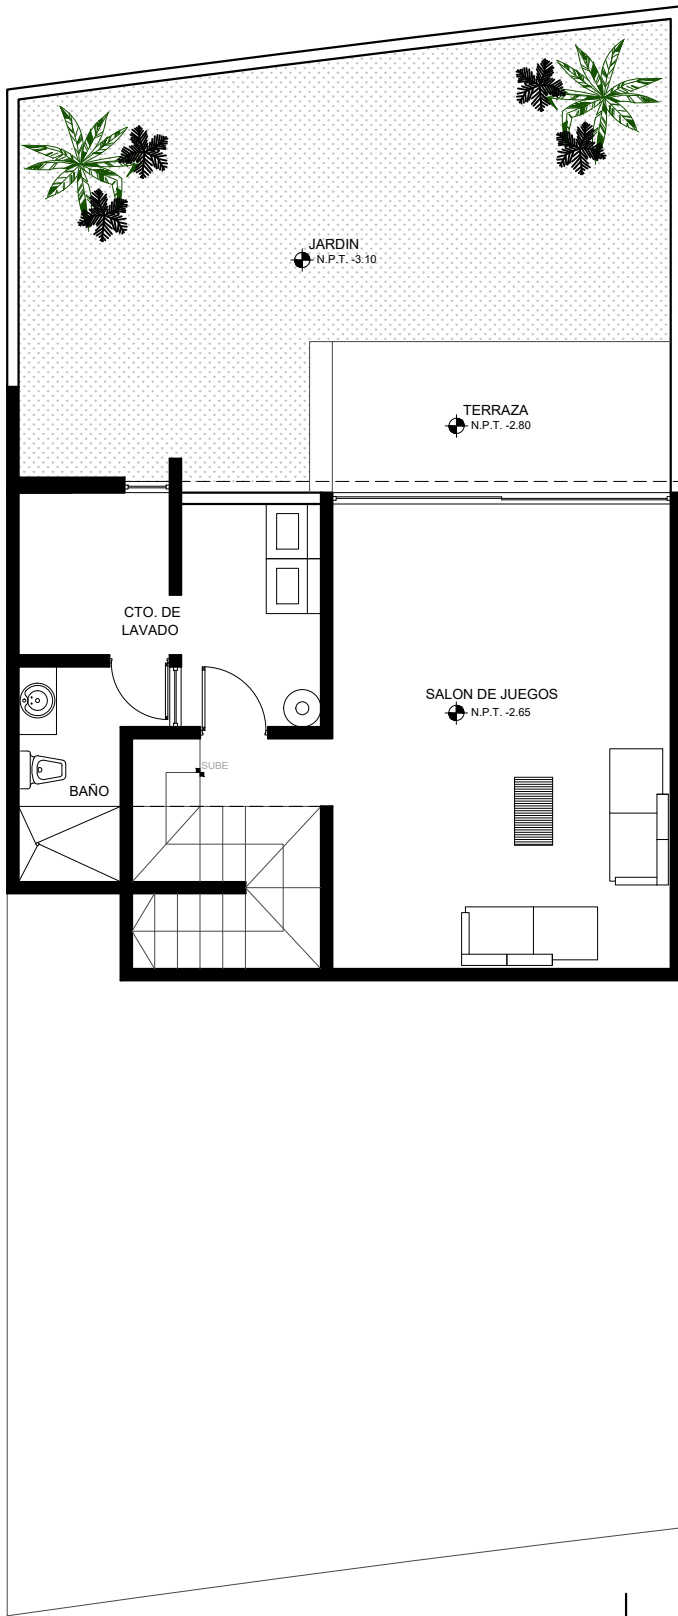 JARDIN
N.P.T. -3.10
TERRAZA
N.P.T. -2.80
CTO. DE
LAVADO
SALON DE JUEGOS
N.P.T. -2.65
SUBE
BAÑO